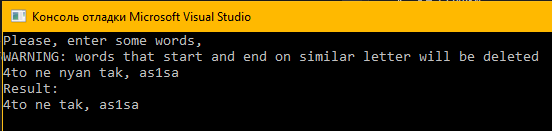 Консоль отладки Microsoft Visual Studio
Please, enter some words,
WARNING: words that start and end on similar letter will be deleted
4to ne nyan tak, as1sa
Result:
4to ne tak, as1sa